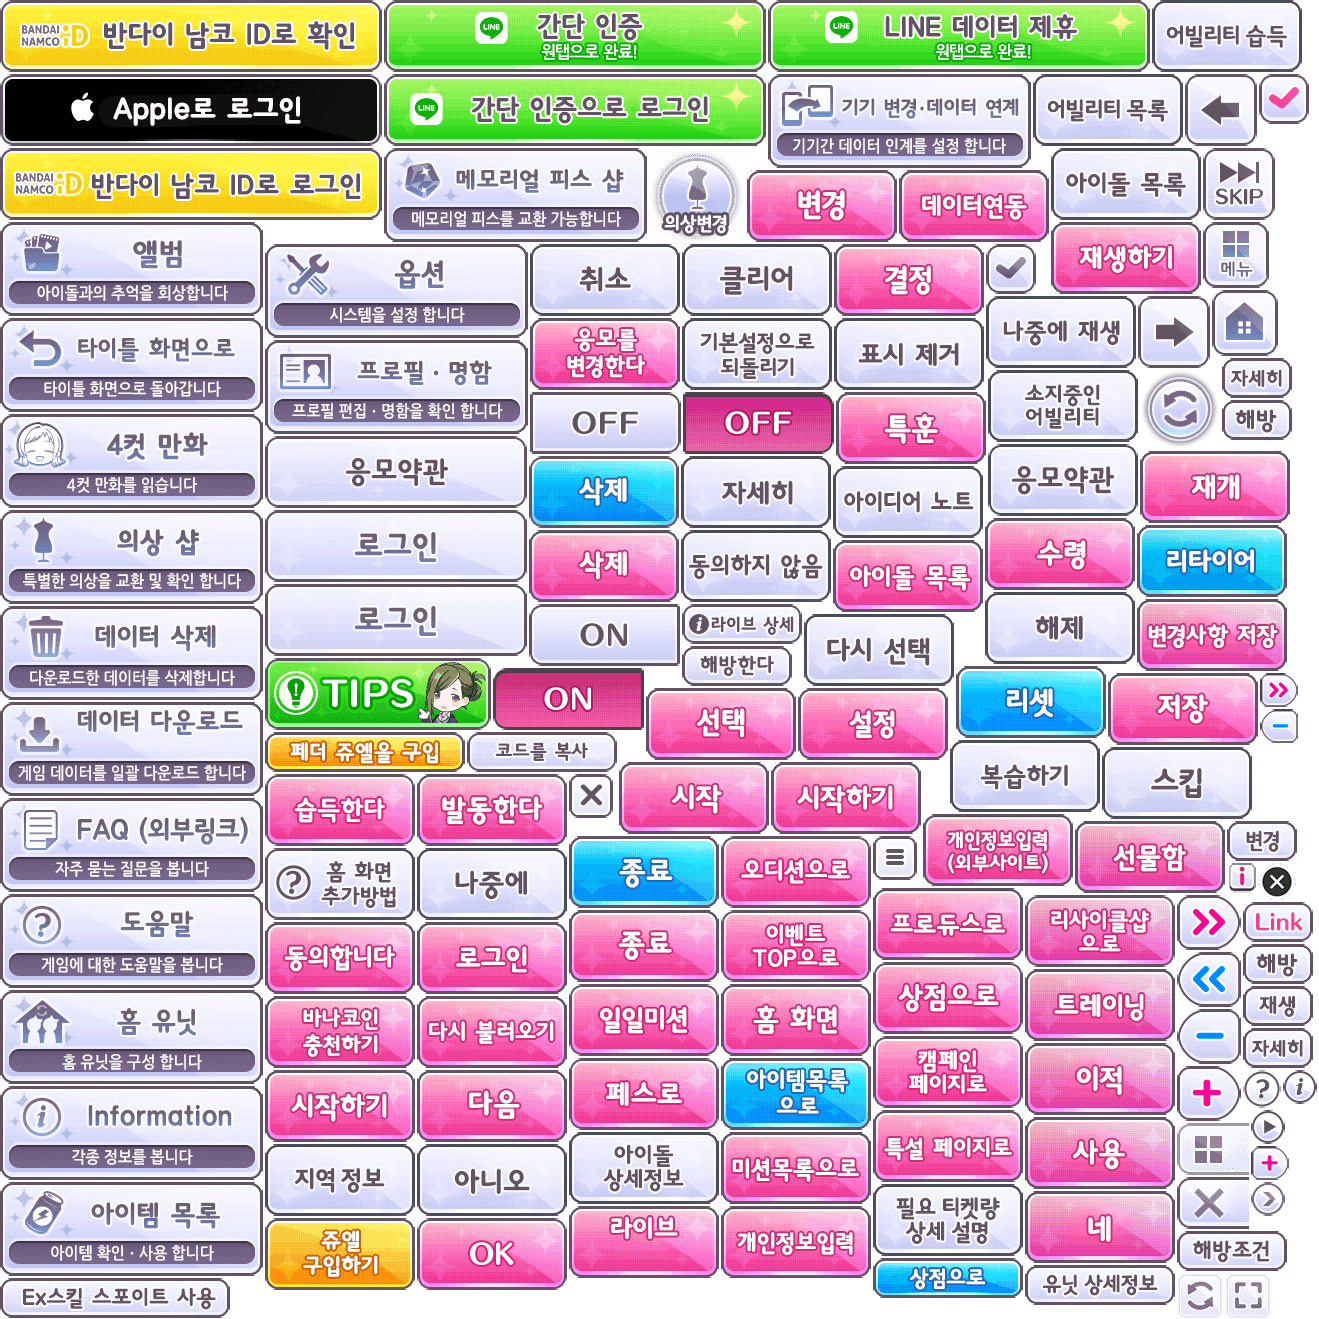 BANDAI NAMCO iD 반다이 남코 ID로 확인
LINE 간단 인증
원탭으로 완료!
LINE LINE 데이터 제휴
원탭으로 완료!
어빌리티 습득
Apple로 로그인
LINE 간단 인증으로 로그인
기기 변경·데이터 연계
기기간 데이터 인계를 설정 합니다
어빌리티 목록
BANDAI NAMCO iD 반다이 남코 ID로 로그인
메모리얼 피스 샵
메모리얼 피스를 교환 가능합니다
의상변경
변경
데이터연동
아이돌 목록
SKIP
재생하기
메뉴
앨범
아이돌과의 추억을 회상합니다
타이틀 화면으로
타이틀 화면으로 돌아갑니다
4컷 만화
4컷 만화를 읽습니다
의상 샵
특별한 의상을 교환 및 확인 합니다
데이터 삭제
다운로드한 데이터를 삭제합니다
데이터 다운로드
게임 데이터를 일괄 다운로드 합니다
FAQ (외부링크)
자주 묻는 질문을 봅니다
도움말
게임에 대한 도움말을 봅니다
홈 유닛
홈 유닛을 구성 합니다
Information
각종 정보를 봅니다
아이템 목록
아이템 확인·사용 합니다
Ex스킬 스포이트 사용
옵션
시스템을 설정 합니다
프로필·명함
프로필 편집·명함을 확인 합니다
응모약관
로그인
로그인
TIPS
ON
페더 쥬엘을 구입
코드를 복사
취소
클리어
결정
응모를
변경한다
기본설정으로
되돌리기
표시 제거
OFF
OFF
특훈
삭제
자세히
아이디어 노트
삭제
동의하지 않음
아이돌 목록
ON
라이브 상세
해방한다
다시 선택
나중에 재생
자세히
소지중인
어빌리티
해방
응모약관
재개
수령
리타이어
해제
변경사항 저장
선택
설정
리셋
저장
시작
시작하기
복습하기
스킵
습득한다
발동한다
홈 화면
추가방법
나중에
동의합니다
로그인
바나코인
충천하기
다시 불러오기
시작하기
다음
지역정보
아니오
쥬엘
구입하기
OK
종료
오디션으로
종료
이벤트
TOP으로
일일미션
홈 화면
페스로
아이템목록
으로
아이돌
상세정보
미션목록으로
라이브
개인정보입력
개인정보입력
(외부사이트)
선물함
변경
프로듀스로
리사이클샵
으로
Link
상점으로
트레이닝
해방
재생
캠페인
페이지로
이적
자세히
특설 페이지로
사용
필요 티켓량
상세 설명
네
해방조건
상점으로
유닛 상세정보